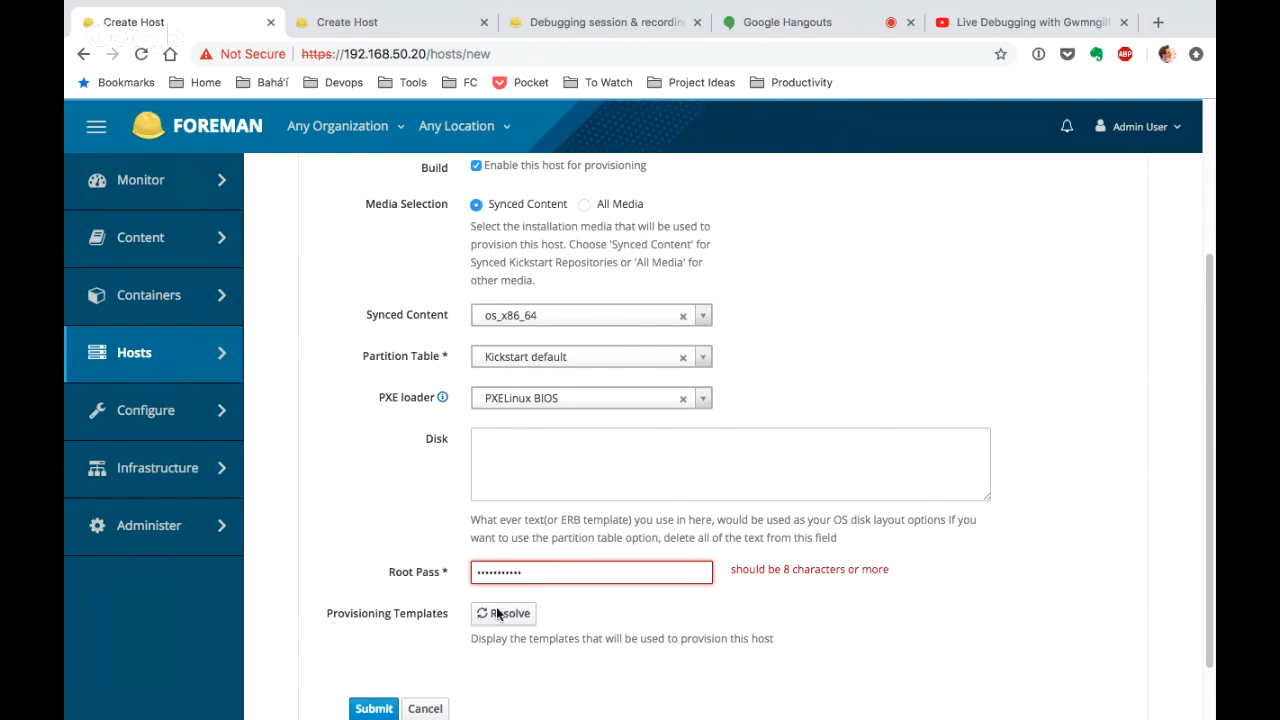 Create Host
Create Host
Debugging session & recording
Google Hangouts
Live Debugging with Gwmngilf
Google
Not Secure https://192.168.50.20/hosts/new
Bookmarks Home Bahá'í Devops Tools FC Pocket To Watch Project Ideas Productivity
FOREMAN Any Organization Any Location Admin User
Monitor
Content
Containers
Hosts
Configure
Infrastructure
Administer
Build Enable this host for provisioning
Media Selection Synced Content All Media
Select the installation media that will be used to
provision this host. Choose 'Synced Content' for
Synced Kickstart Repositories or 'All Media' for
other media.
Synced Content os_x86_64
Partition Table * Kickstart default
PXE loader PXELinux BIOS
Disk
What ever text(or ERB template) you use in here, would be used as your OS disk layout options If you
want to use the partition table option, delete all of the text from this field
Root Pass * ••••••••••• should be 8 characters or more
Provisioning Templates Resolve
Display the templates that will be used to provision this host
Submit Cancel